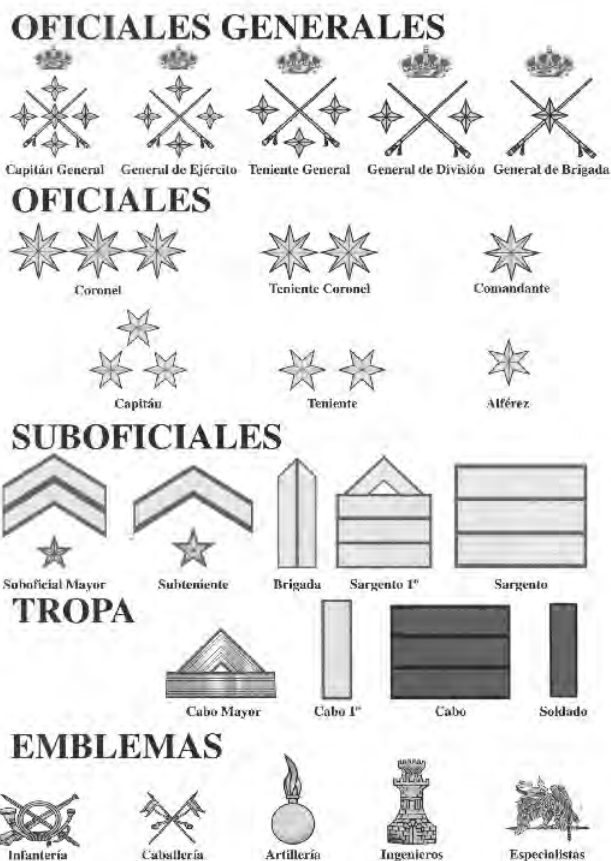 OFICIALES GENERALES
Capitán General General de Ejército Teniente General General de División General de Brigada
OFICIALES
Coronel Teniente Coronel Comandante
Capitán Teniente Alférez
SUBOFICIALES
Suboficial Mayor Subteniente Brigada Sargento 1º Sargento
TROPA
Cabo Mayor Cabo 1º Cabo Soldado
EMBLEMAS
Infantería Caballería Artillería Ingenieros Especialistas